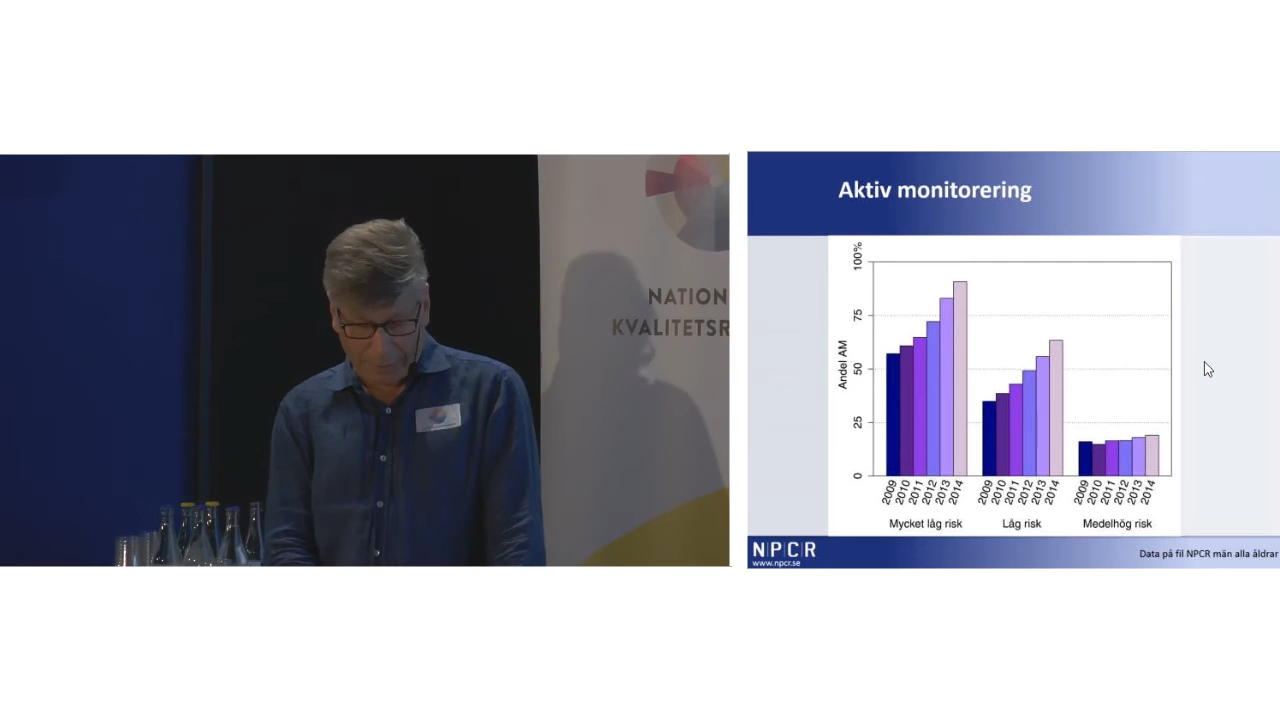 NATION
KVALITETSR
Aktiv monitorering
100%
75
50
25
0
Andel AM
2009 2010 2011 2012 2013 2014
2009 2010 2011 2012 2013 2014
2009 2010 2011 2012 2013 2014
Mycket låg risk
Låg risk
Medelhög risk
NPCR
www.npcr.se
Data på fil NPCR män alla åldrar